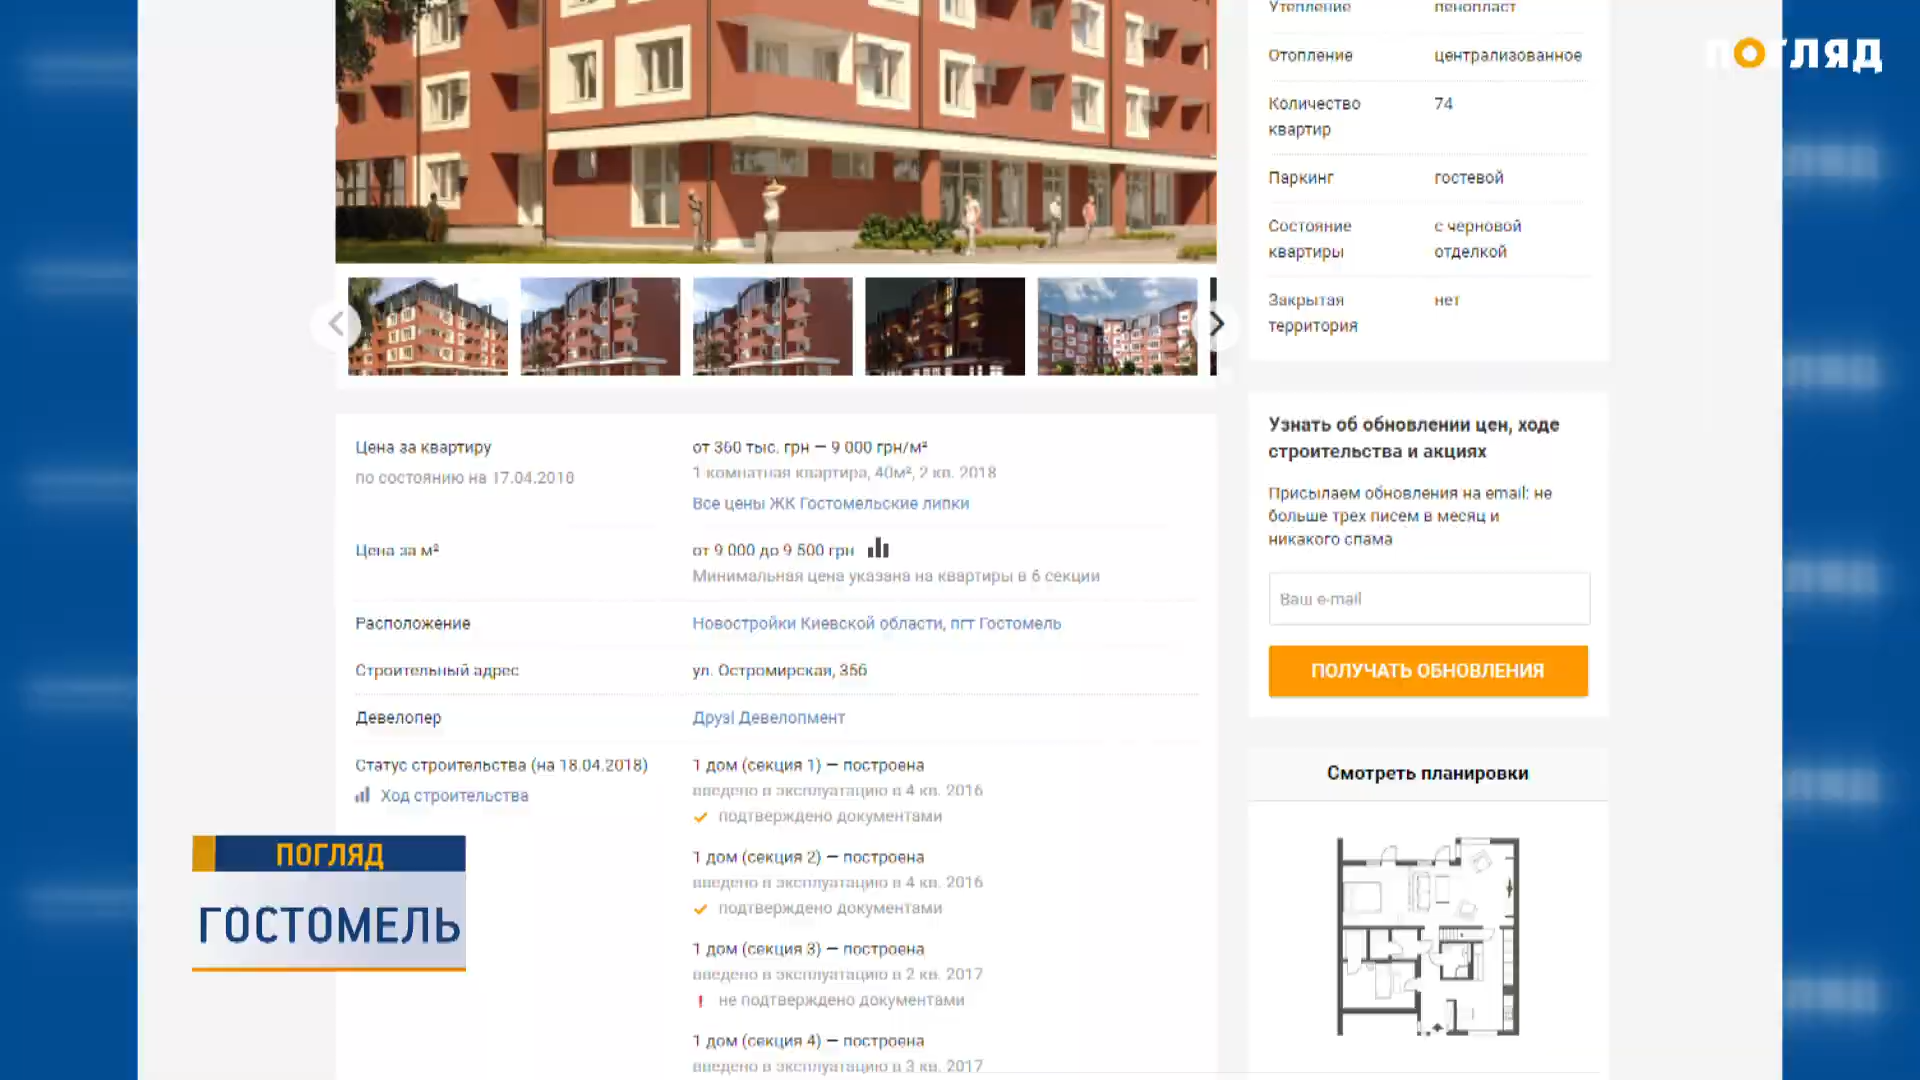 Утепление пенопласт
ПОГЛЯД
Отопление централизованное
Количество квартир 74
Паркинг гостевой
Состояние квартиры с черновой отделкой
Закрытая территория нет
Цена за квартиру
по состоянию на 17.04.2018
от 360 тыс. грн — 9 000 грн/м²
1 комнатная квартира, 40м², 2 кв. 2018
Все цены ЖК Гостомельские липки
Цена за м²
от 9 000 до 9 500 грн
Минимальная цена указана на квартиры в 6 секции
Расположение
Новостройки Киевской области, пгт Гостомель
Строительный адрес
ул. Остромирская, 35б
Девелопер
Друзі Девелопмент
Статус строительства (на 18.04.2018)
Ход строительства
1 дом (секция 1) — построена
введено в эксплуатацию в 4 кв. 2016
подтверждено документами
1 дом (секция 2) — построена
введено в эксплуатацию в 4 кв. 2016
подтверждено документами
1 дом (секция 3) — построена
введено в эксплуатацию в 2 кв. 2017
! не подтверждено документами
1 дом (секция 4) — построена
введено в эксплуатацию в 3 кв. 2017
Узнать об обновлении цен, ходе
строительства и акциях
Присылаем обновления на email: не
больше трех писем в месяц и
никакого спама
Ваш e-mail
ПОЛУЧАТЬ ОБНОВЛЕНИЯ
Смотреть планировки
ПОГЛЯД
ГОСТОМЕЛЬ